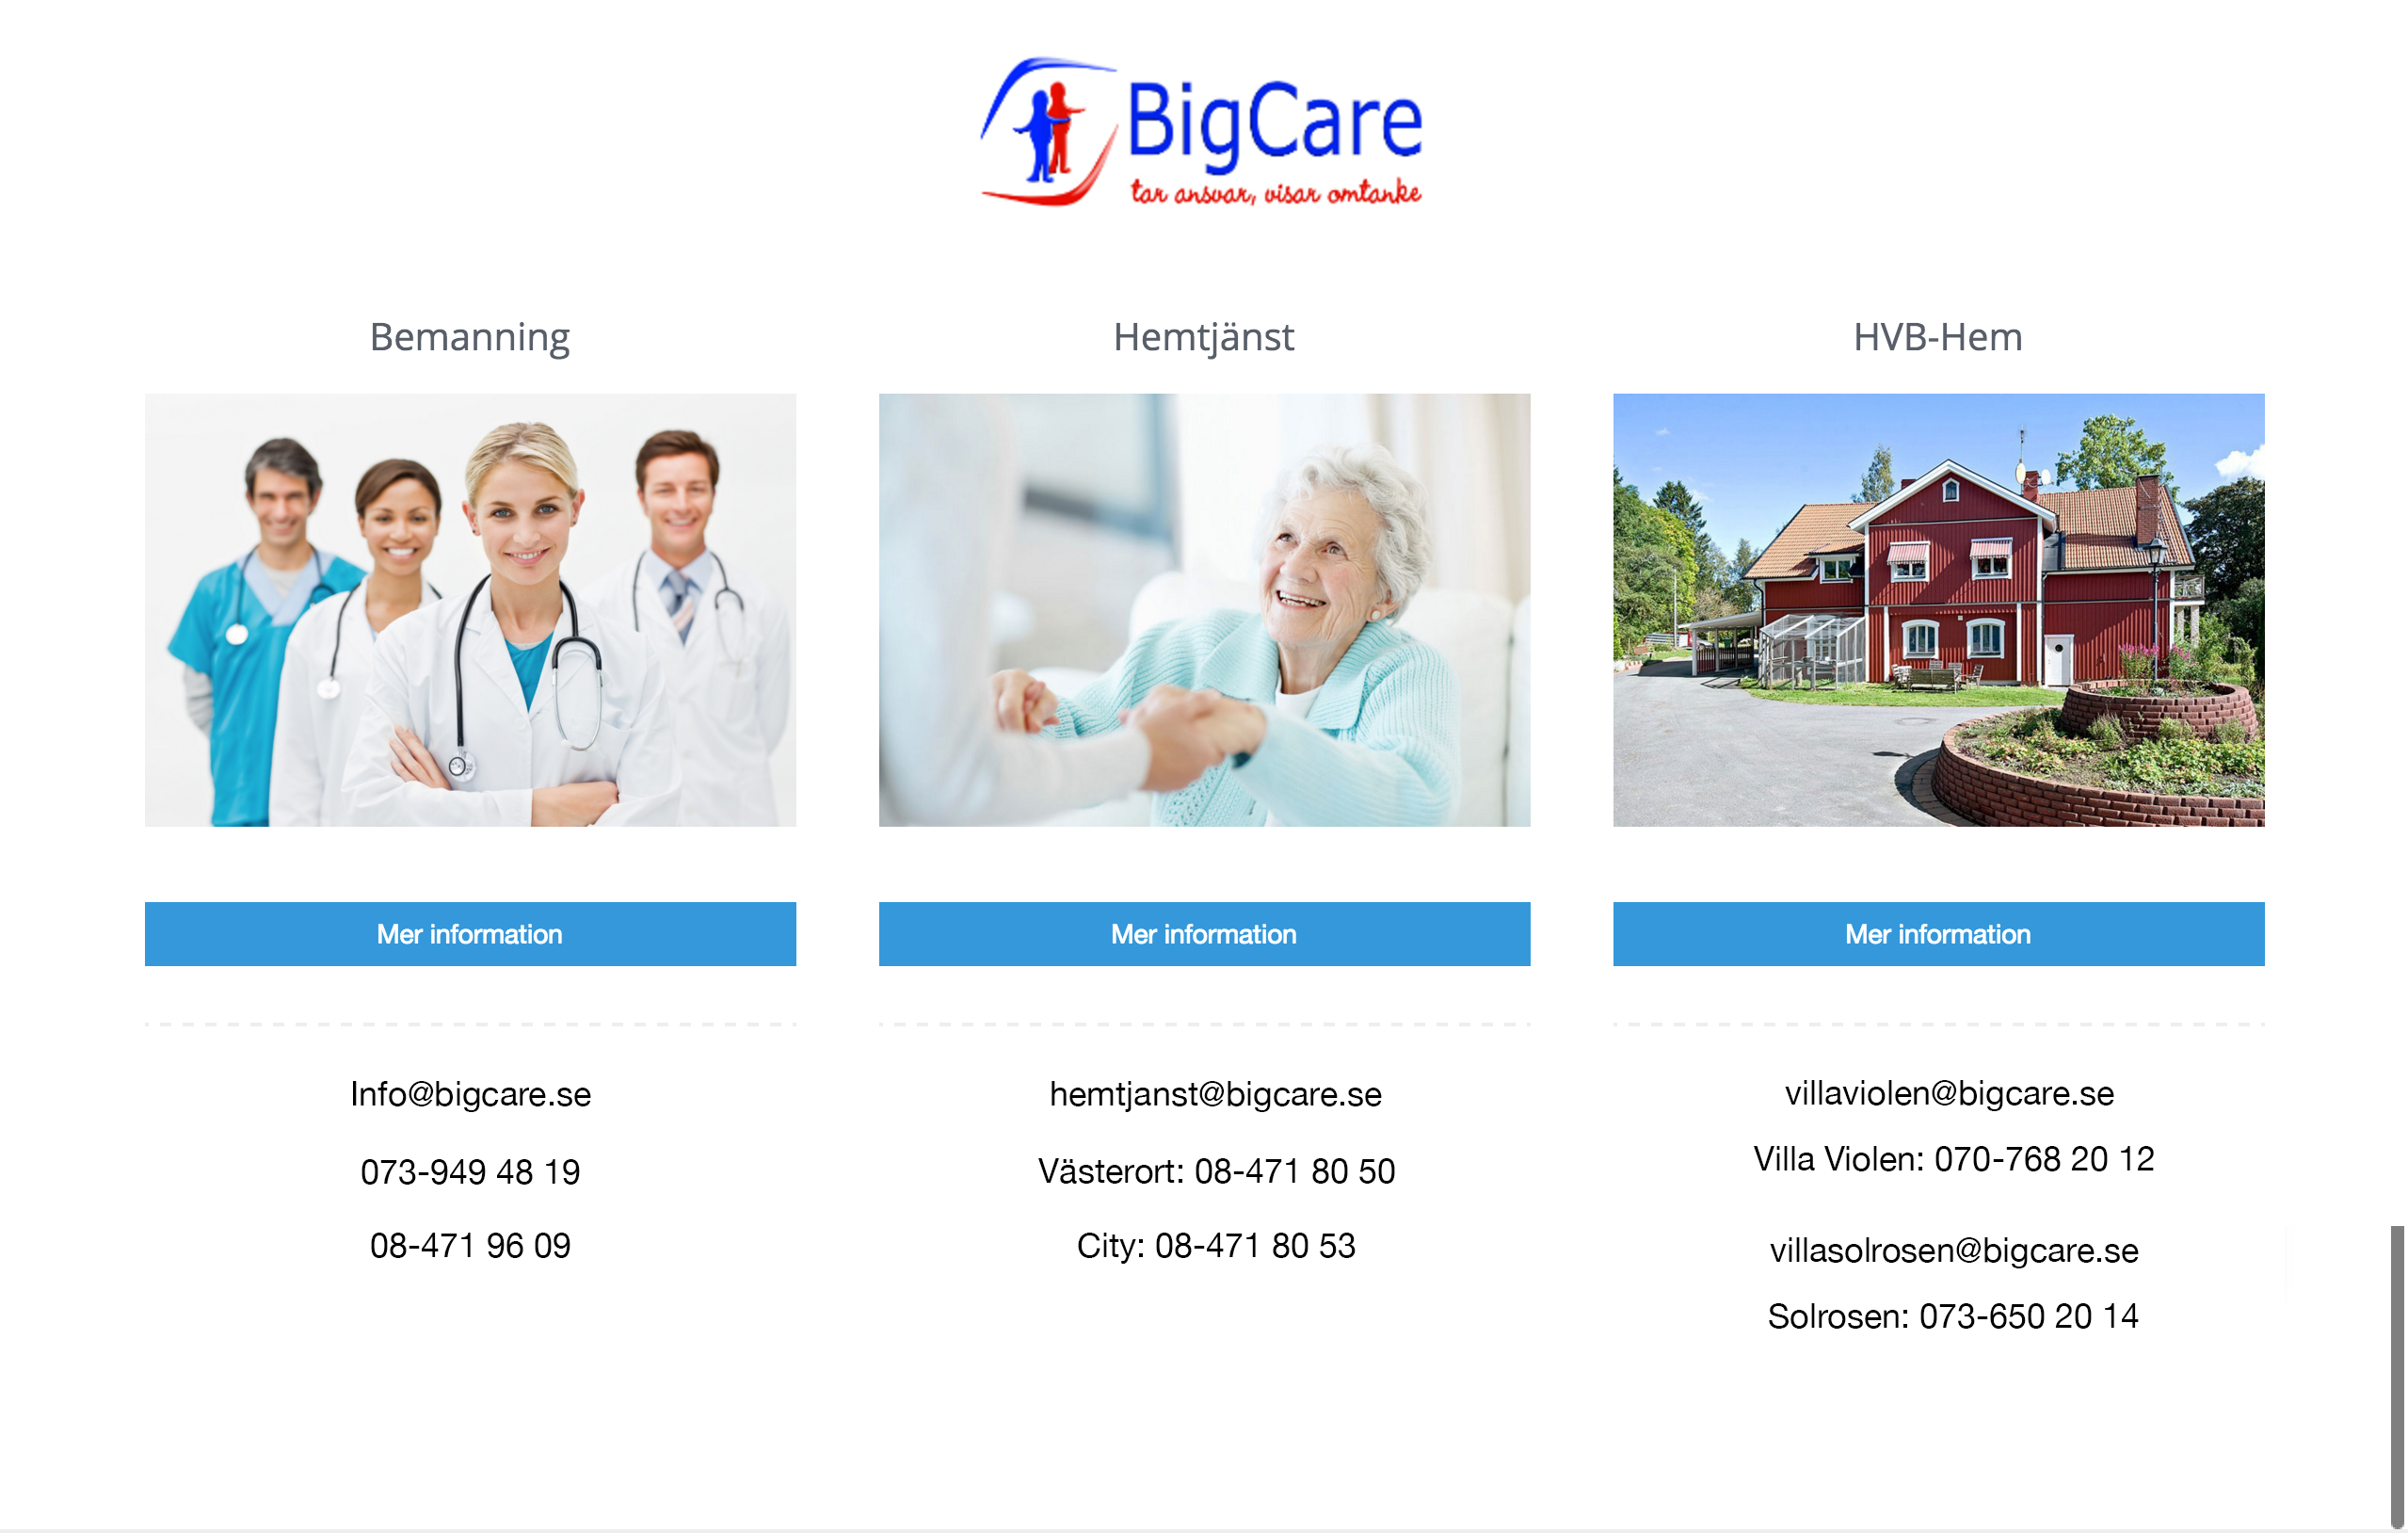 BigCare
tar ansvar, visar omtanke
Bemanning
Mer information
Info@bigcare.se
073-949 48 19
08-471 96 09
Hemtjänst
Mer information
hemtjanst@bigcare.se
Västerort: 08-471 80 50
City: 08-471 80 53
HVB-Hem
Mer information
villaviolen@bigcare.se
Villa Violen: 070-768 20 12
villasolrosen@bigcare.se
Solrosen: 073-650 20 14